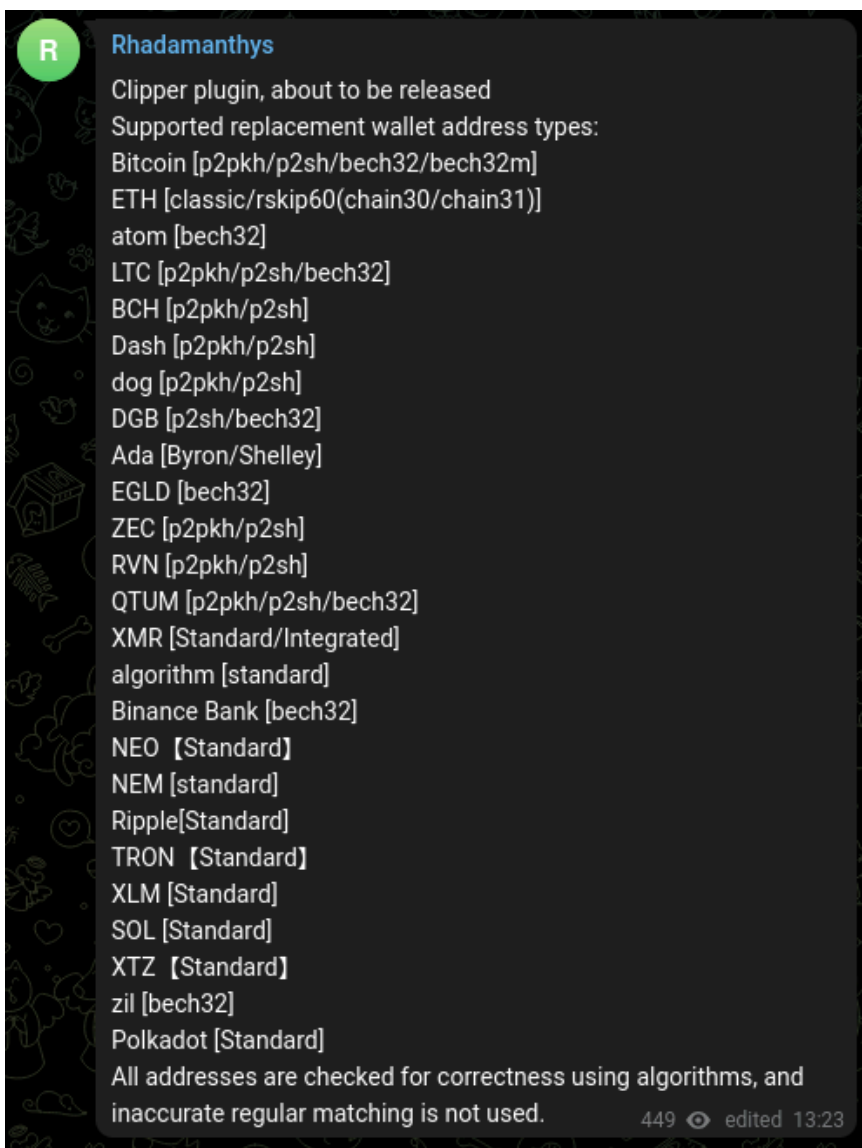 R
Rhadamanthys
Clipper plugin, about to be released
Supported replacement wallet address types:
Bitcoin [p2pkh/p2sh/bech32/bech32m]
ETH [classic/rskip60(chain30/chain31)]
atom [bech32]
LTC [p2pkh/p2sh/bech32]
BCH [p2pkh/p2sh]
Dash [p2pkh/p2sh]
dog [p2pkh/p2sh]
DGB [p2sh/bech32]
Ada [Byron/Shelley]
EGLD [bech32]
ZEC [p2pkh/p2sh]
RVN [p2pkh/p2sh]
QTUM [p2pkh/p2sh/bech32]
XMR [Standard/Integrated]
algorithm [standard]
Binance Bank [bech32]
NEO【Standard】
NEM [standard]
Ripple[Standard]
TRON【Standard】
XLM [Standard]
SOL [Standard]
XTZ【Standard】
zil [bech32]
Polkadot [Standard]
All addresses are checked for correctness using algorithms, and
inaccurate regular matching is not used.
449 edited 13:23